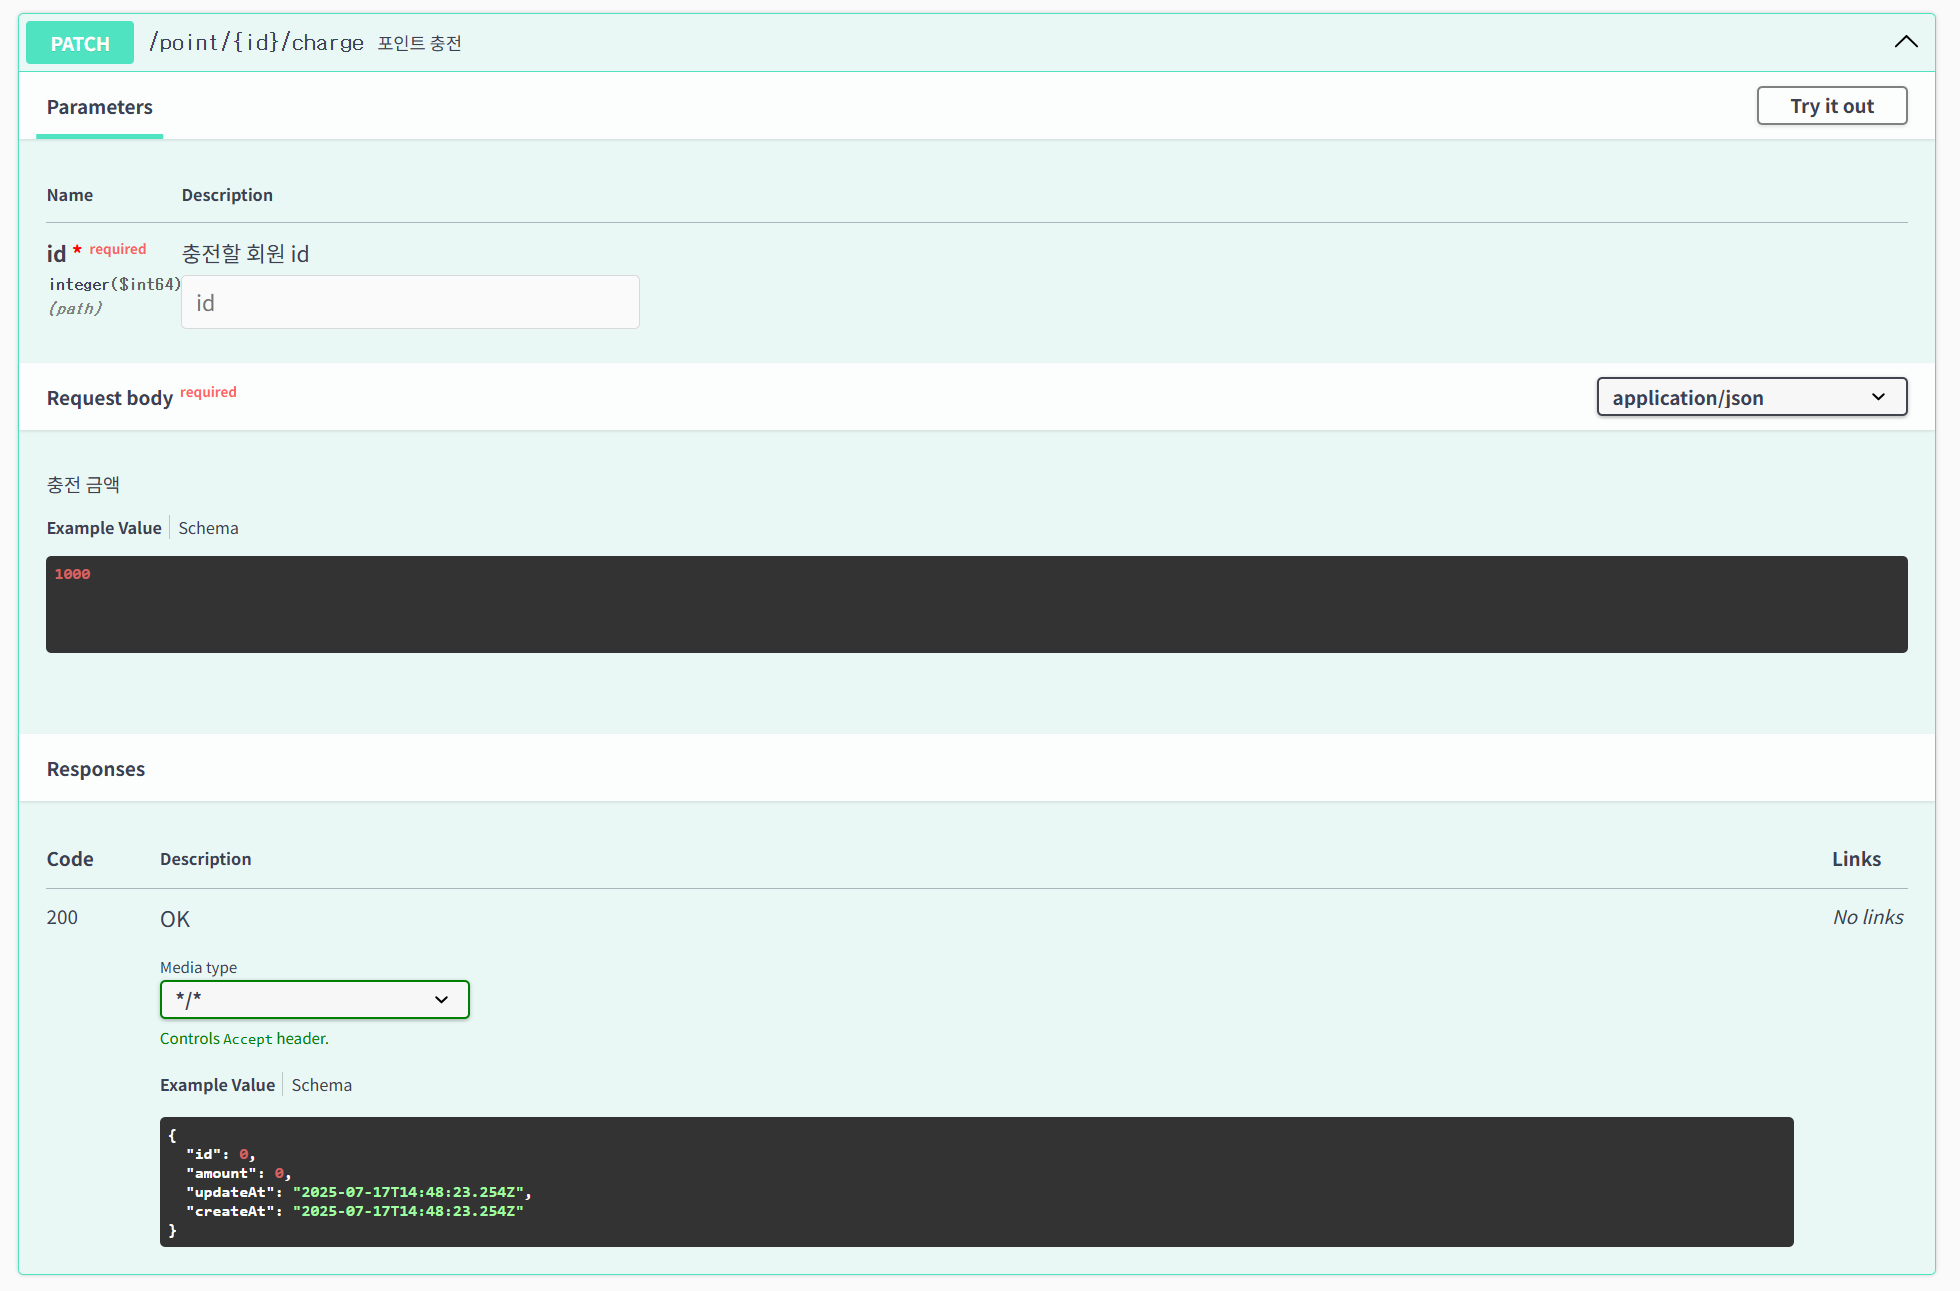 PATCH /point/{id}/charge 포인트 충전
Parameters
Try it out
Name Description
id * required
integer($int64)
(path)
충전할 회원 id
id
Request body required
application/json
충전 금액
Example Value Schema
1000
Responses
Code Description Links
200 OK No links
Media type
*/*
Controls Accept header.
Example Value Schema
{
  "id": 0,
  "amount": 0,
  "updateAt": "2025-07-17T14:48:23.254Z",
  "createAt": "2025-07-17T14:48:23.254Z"
}